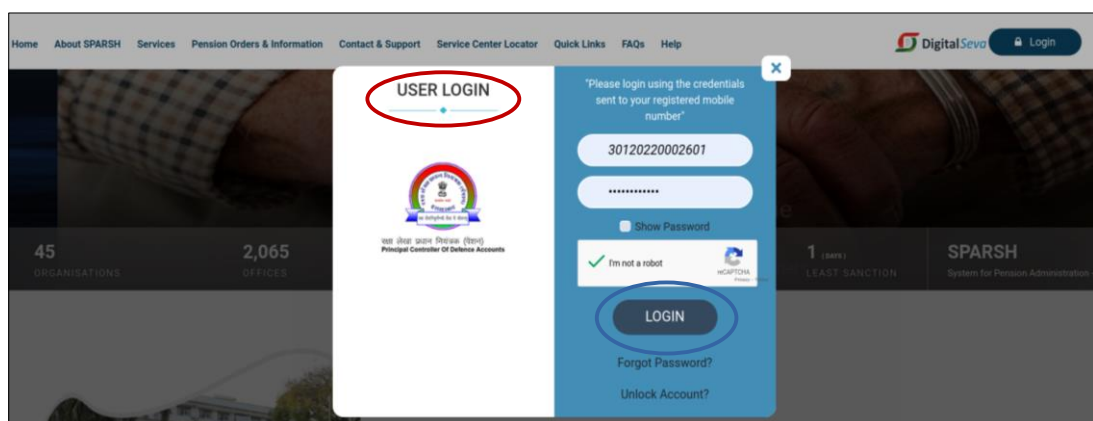 Home About SPARSH Services Pension Orders & Information Contact & Support Service Center Locator Quick Links FAQs Help DigitalSeva Login
USER LOGIN
"Please login using the credentials
sent to your registered mobile
number"
30120220002601
••••••••••••
Show Password
रक्षा लेखा प्रधान नियंत्रक (पेंशन)
Principal Controller Of Defence Accounts
I'm not a robot
reCAPTCHA
Privacy - Terms
LOGIN
Forgot Password?
Unlock Account?
45
ORGANISATIONS
2,065
OFFICES
1 (DAYS)
LEAST SANCTION
SPARSH
System for Pension Administration